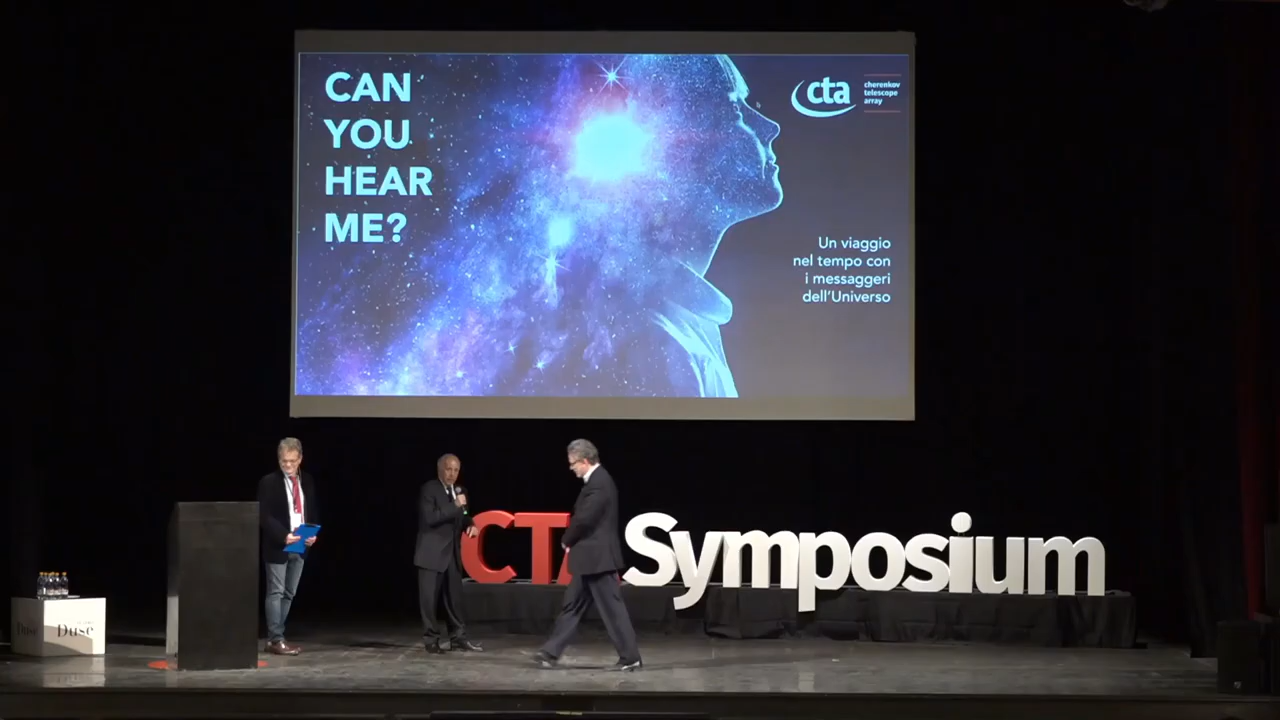 CAN
YOU
HEAR
ME?
cta
cherenkov
telescope
array
Un viaggio
nel tempo con
i messaggeri
dell'Universo
CTA Symposium
Duse